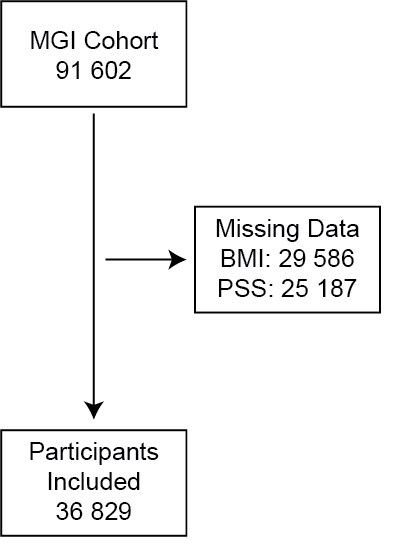 MGI Cohort
91 602
Missing Data
BMI: 29 586
PSS: 25 187
Participants
Included
36 829